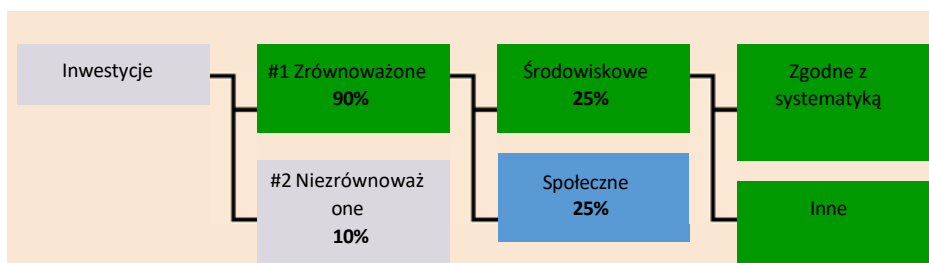 Inwestycje
#1 Zrównoważone
90%
#2 Niezrównoważ
one
10%
Środowiskowe
25%
Społeczne
25%
Zgodne z
systematyką
Inne